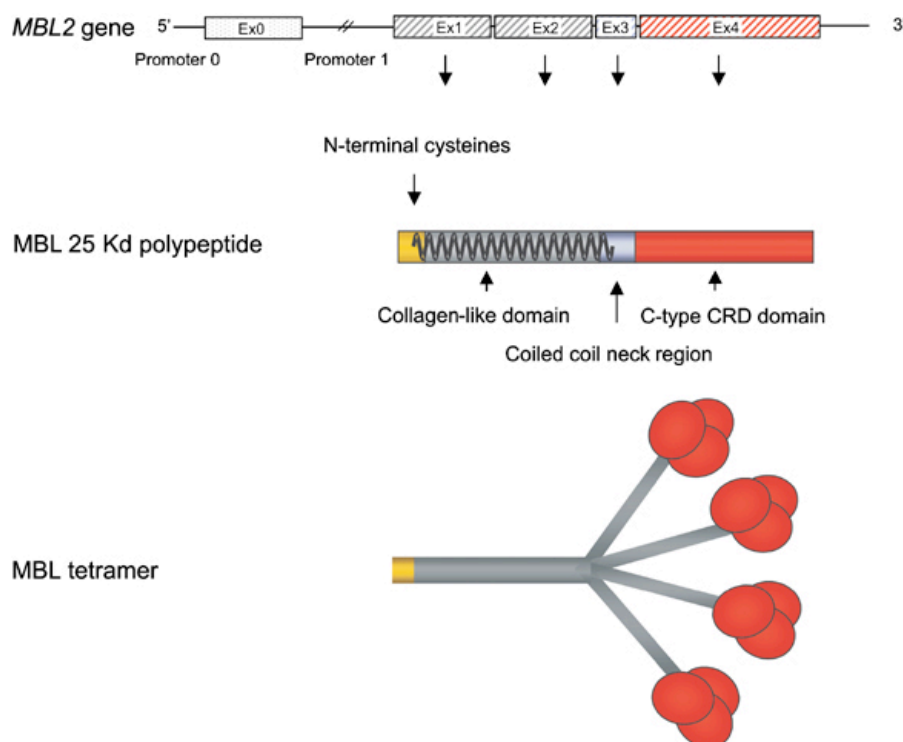 MBL2 gene 5' Ex0 Ex1 Ex2 Ex3 Ex4 3
Promoter 0 Promoter 1
N-terminal cysteines
MBL 25 Kd polypeptide
Collagen-like domain C-type CRD domain
Coiled coil neck region
MBL tetramer